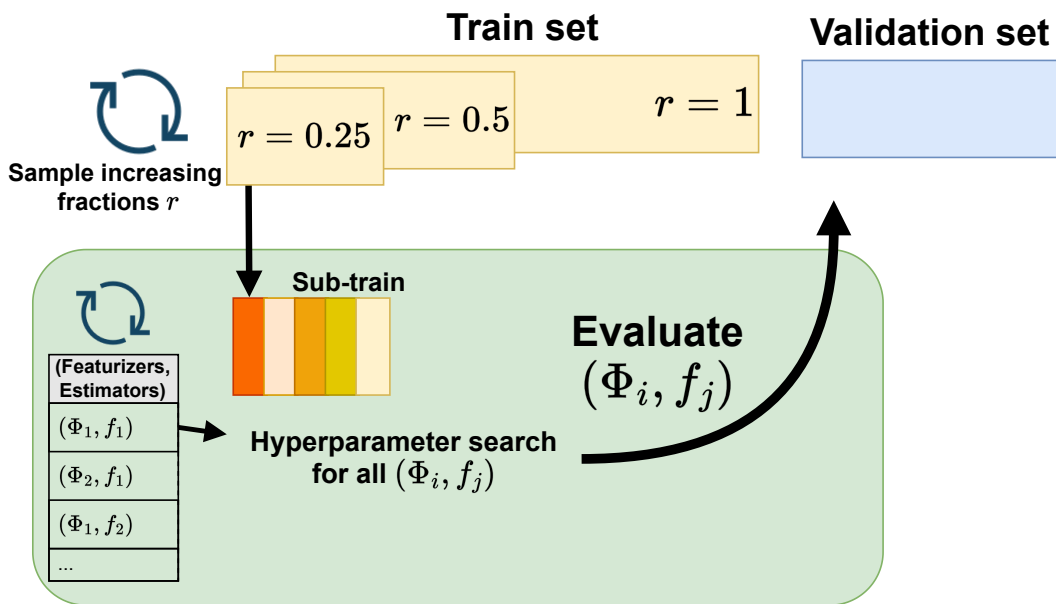 Train set
Validation set
r = 0.25
r = 0.5
r = 1
Sample increasing
fractions r
Sub-train
(Featurizers,
Estimators)
(Φ₁, f₁)
(Φ₂, f₁)
(Φ₁, f₂)
...
Hyperparameter search
for all (Φᵢ, fⱼ)
Evaluate
(Φᵢ, fⱼ)